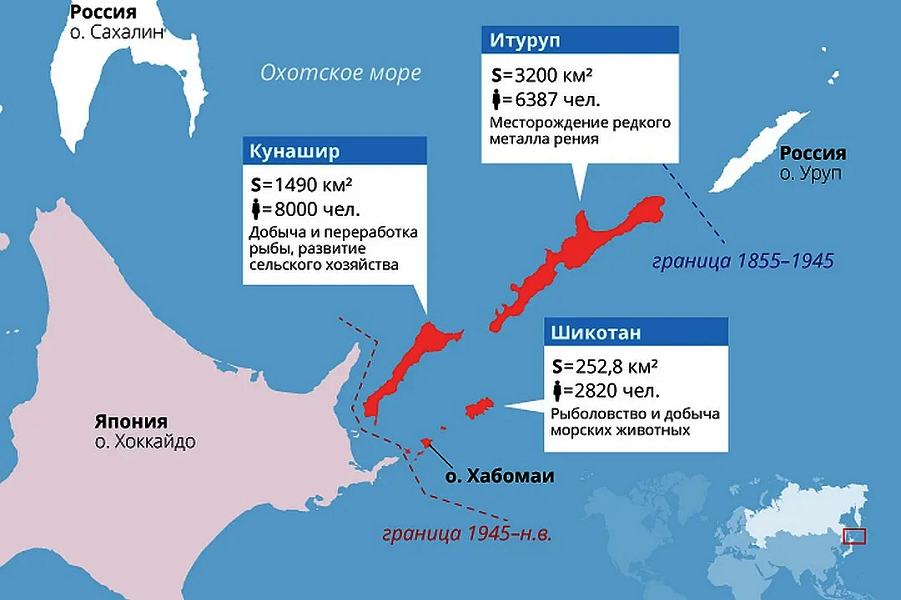 Россия
о. Сахалин
Охотское море
Итуруп
S=3200 км²
=6387 чел.
Месторождение редкого
металла рения
Россия
о. Уруп
Кунашир
S=1490 км²
=8000 чел.
Добыча и переработка
рыбы, развитие
сельского хозяйства
граница 1855–1945
Шикотан
S=252,8 км²
=2820 чел.
Рыболовство и добыча
морских животных
Япония
о. Хоккайдо
о. Хабомаи
граница 1945–н.в.